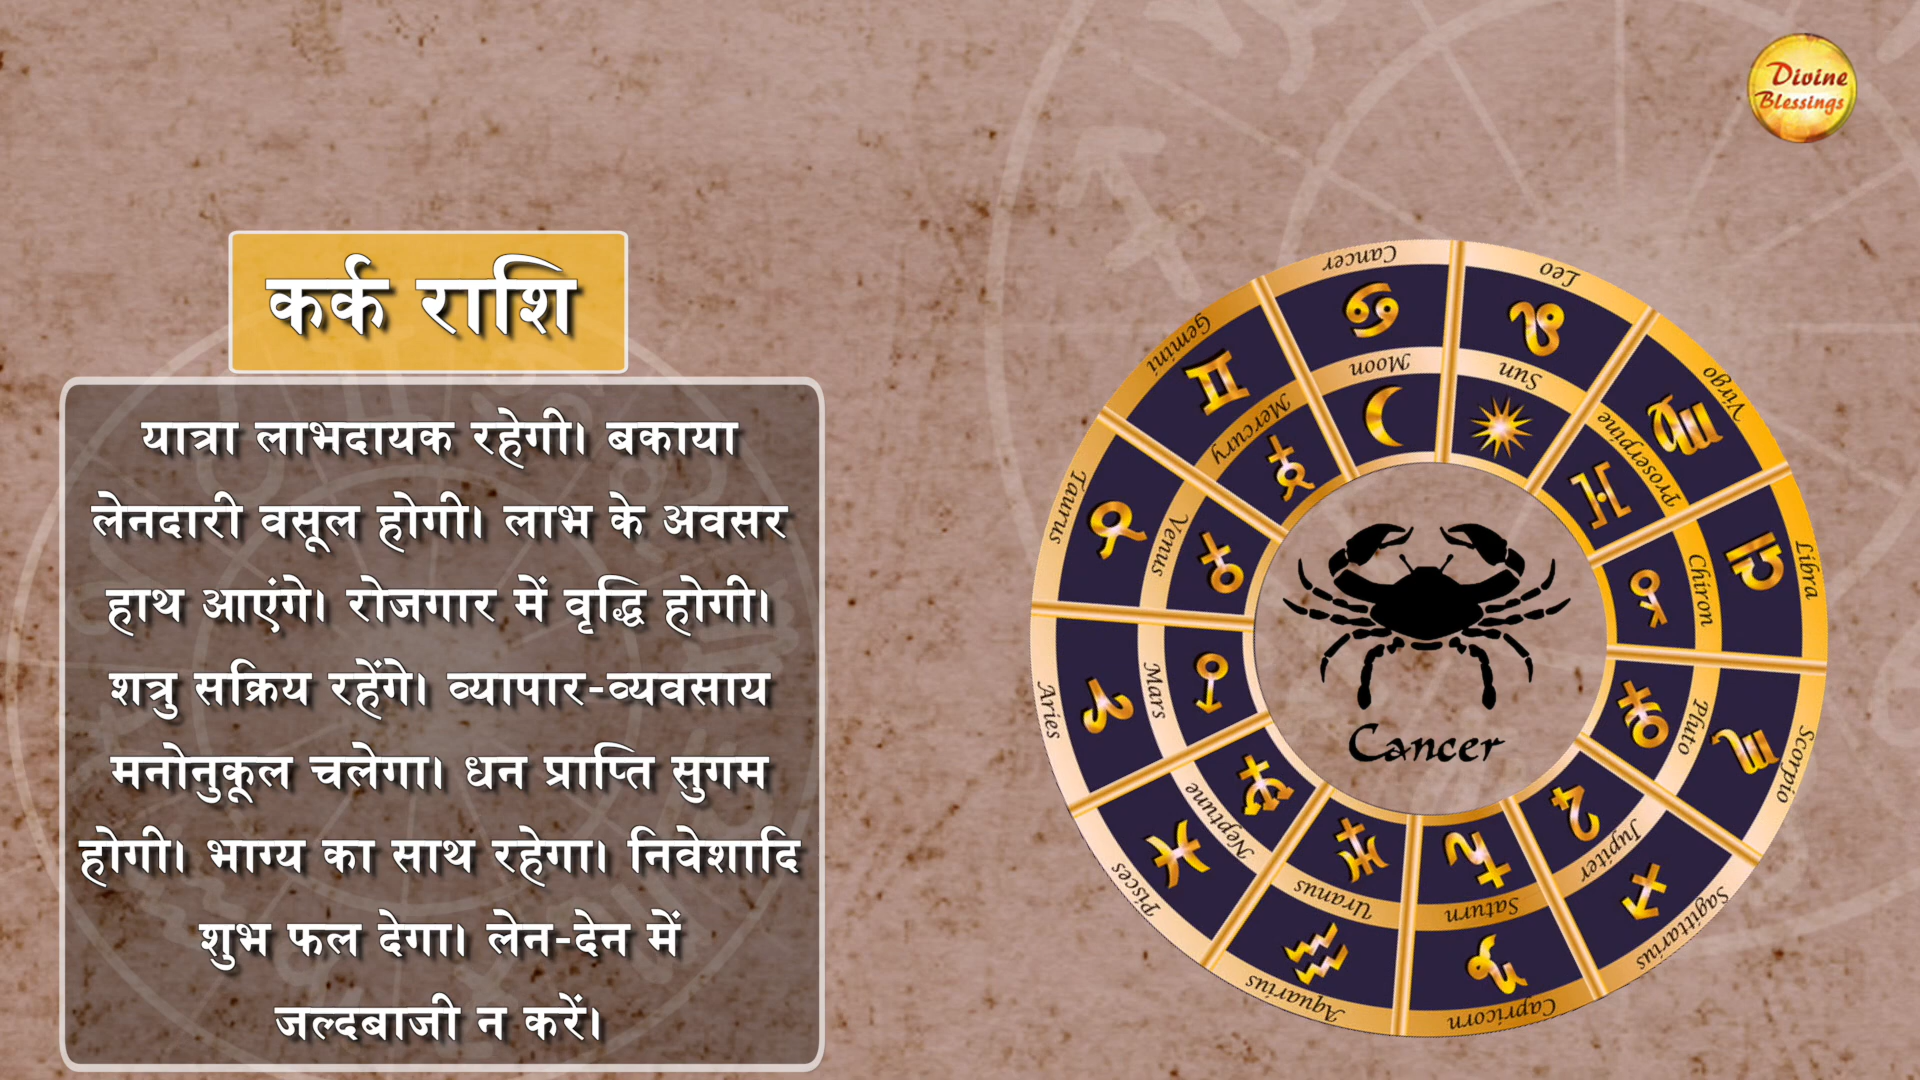 Divine
Blessings
कर्क राशि
यात्रा लाभदायक रहेगी। बकाया
लेनदारी वसूल होगी। लाभ के अवसर
हाथ आएंगे। रोजगार में वृद्धि होगी।
शत्रु सक्रिय रहेंगे। व्यापार-व्यवसाय
मनोनुकूल चलेगा। धन प्राप्ति सुगम
होगी। भाग्य का साथ रहेगा। निवेशादि
शुभ फल देगा। लेन-देन में
जल्दबाजी न करें।
Cancer
Leo
Virgo
Libra
Scorpio
Sagittarius
Capricorn
Aquarius
Pisces
Aries
Taurus
Gemini
Moon
Sun
Proserpine
Chiron
Pluto
Jupiter
Saturn
Uranus
Neptune
Mars
Venus
Mercury
Cancer